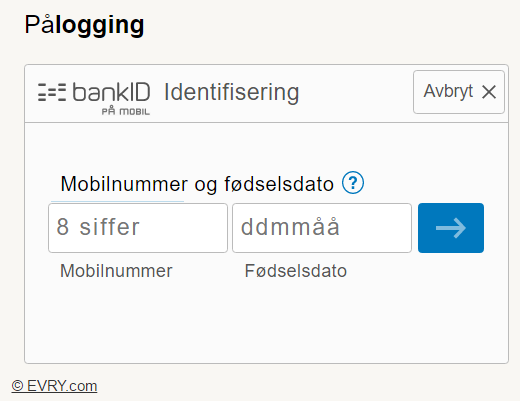 Pålogging
bankID PÅ MOBIL Identifisering Avbryt ×
Mobilnummer og fødselsdato ?
8 siffer ddmmåå
Mobilnummer Fødselsdato
© EVRY.com